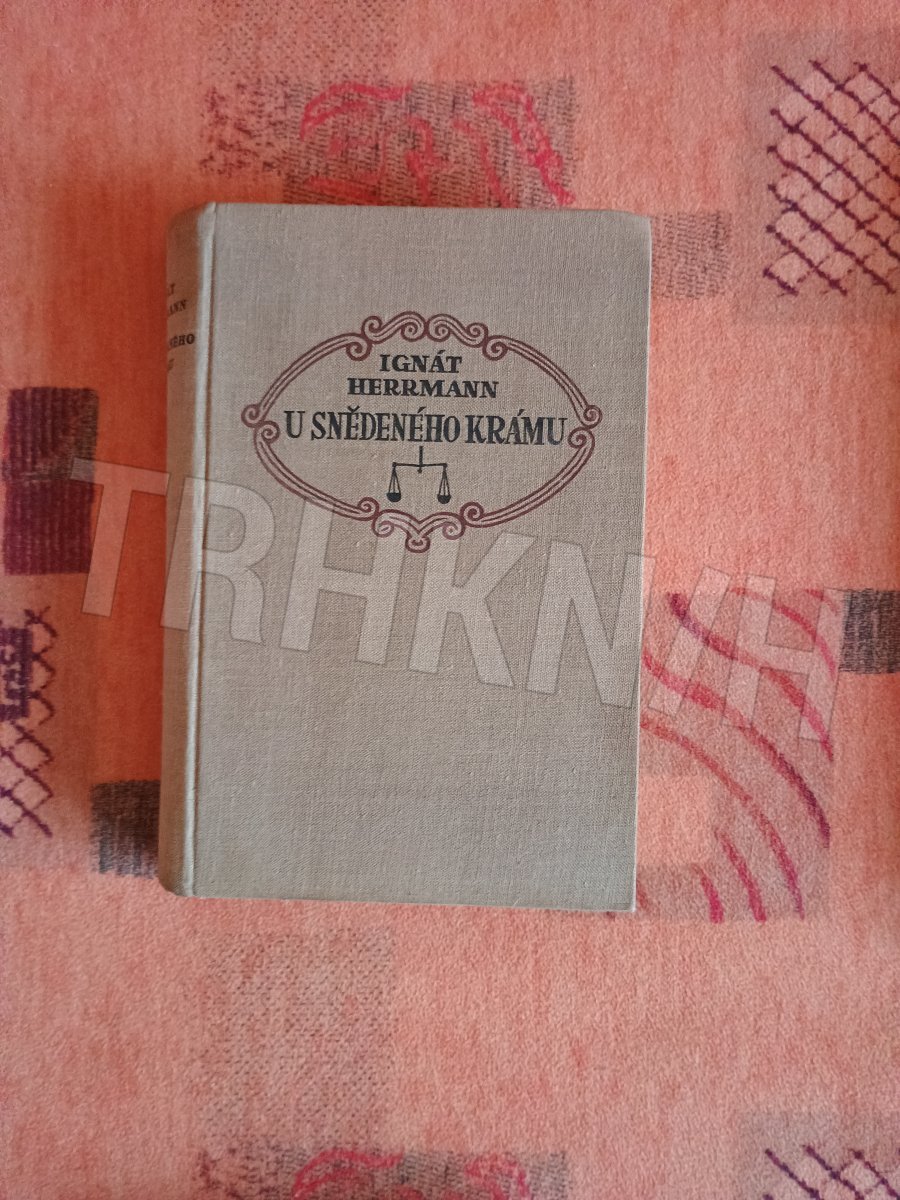 IGNÁT
HERRMANN
U SNĚDENÉHO KRÁMU
TRHKNIH